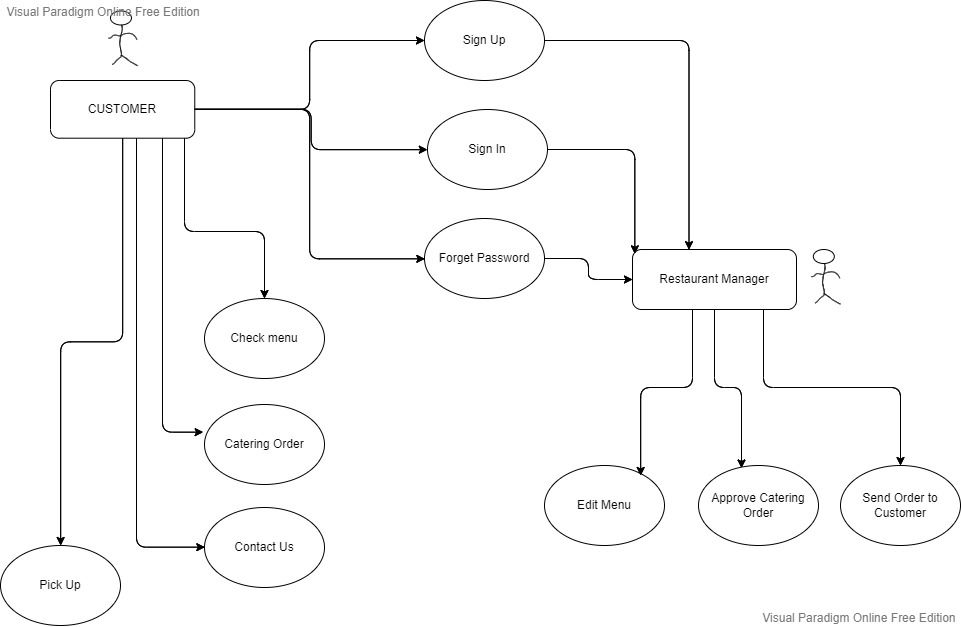 Visual Paradigm Online Free Edition
Sign Up
CUSTOMER
Sign In
Forget Password
Restaurant Manager
Check menu
Catering Order
Edit Menu
Approve Catering
Order
Send Order to
Customer
Contact Us
Pick Up
Visual Paradigm Online Free Edition